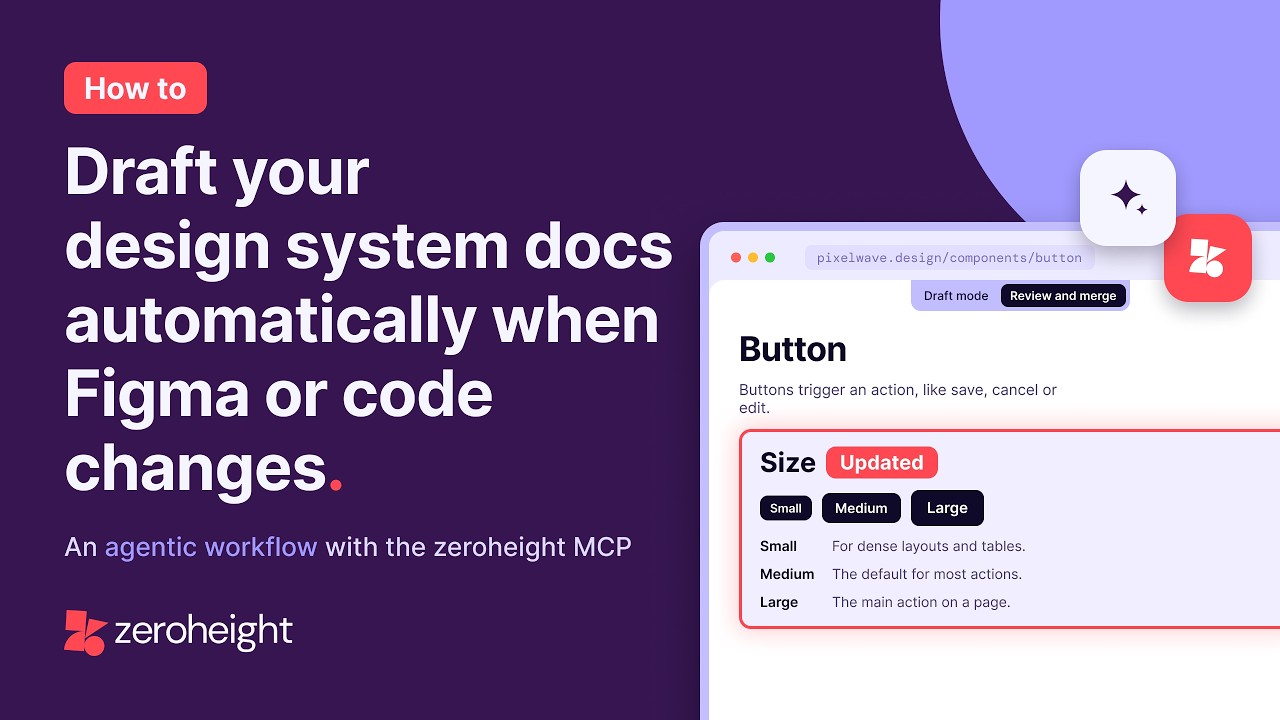 How to
Draft your
design system docs
automatically when
Figma or code
changes.
An agentic workflow with the zeroheight MCP
zeroheight
pixelwave.design/components/button
Draft mode Review and merge
Button
Buttons trigger an action, like save, cancel or
edit.
Size Updated
Small Medium Large
Small For dense layouts and tables.
Medium The default for most actions.
Large The main action on a page.